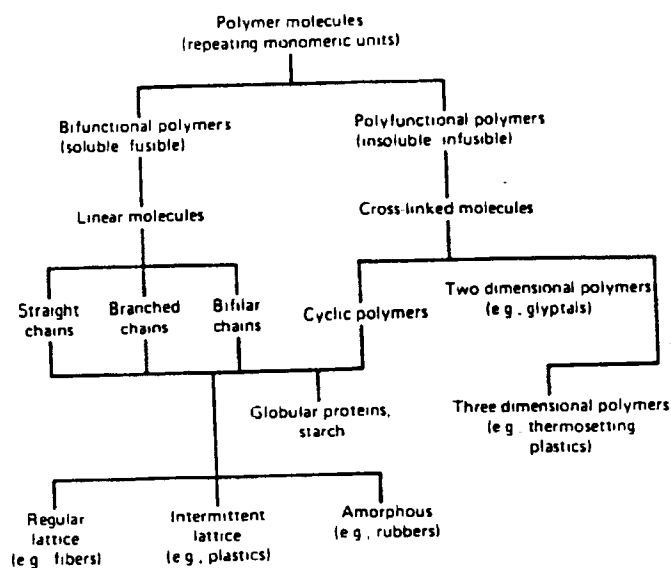 Polymer molecules
(repeating monomeric units)
Bifunctional polymers
(soluble fusible)
Polyfunctional polymers
(insoluble infusible)
Linear molecules
Cross-linked molecules
Straight
chains
Branched
chains
Bifilar
chains
Cyclic polymers
Two dimensional polymers
(e.g., glyptals)
Globular proteins,
starch
Three dimensional polymers
(e.g. thermosetting
plastics)
Regular
lattice
(e.g. fibers)
Intermittent
lattice
(e.g., plastics)
Amorphous
(e.g., rubbers)